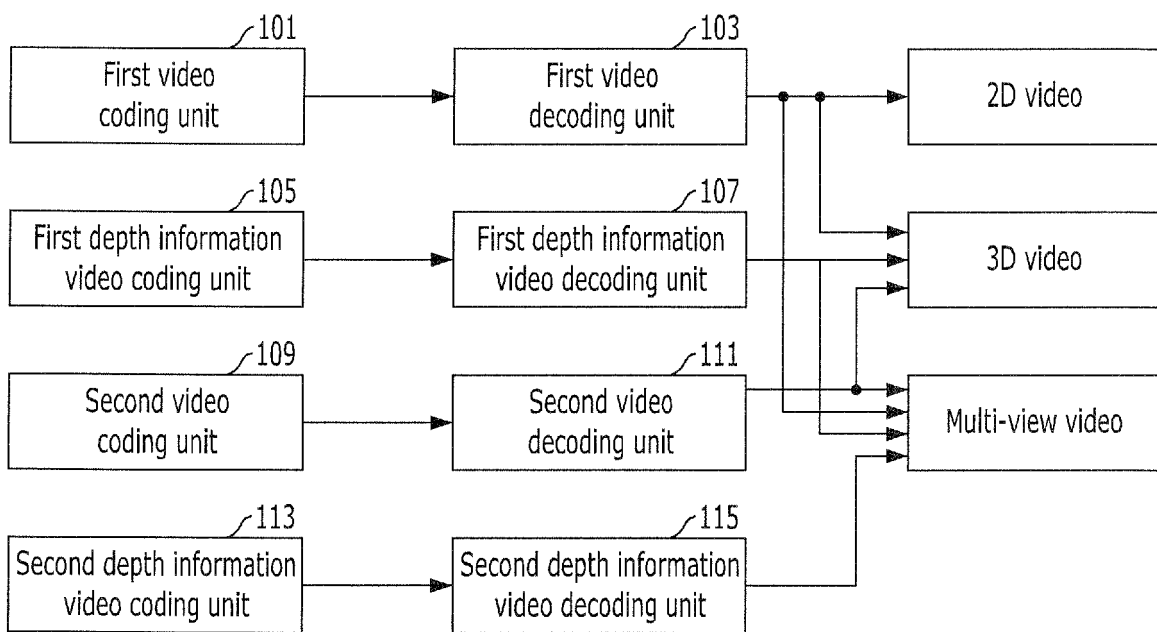 101
First video
coding unit
103
First video
decoding unit
2D video
105
First depth information
video coding unit
107
First depth information
video decoding unit
3D video
109
Second video
coding unit
111
Second video
decoding unit
Multi-view video
113
Second depth information
video coding unit
115
Second depth information
video decoding unit